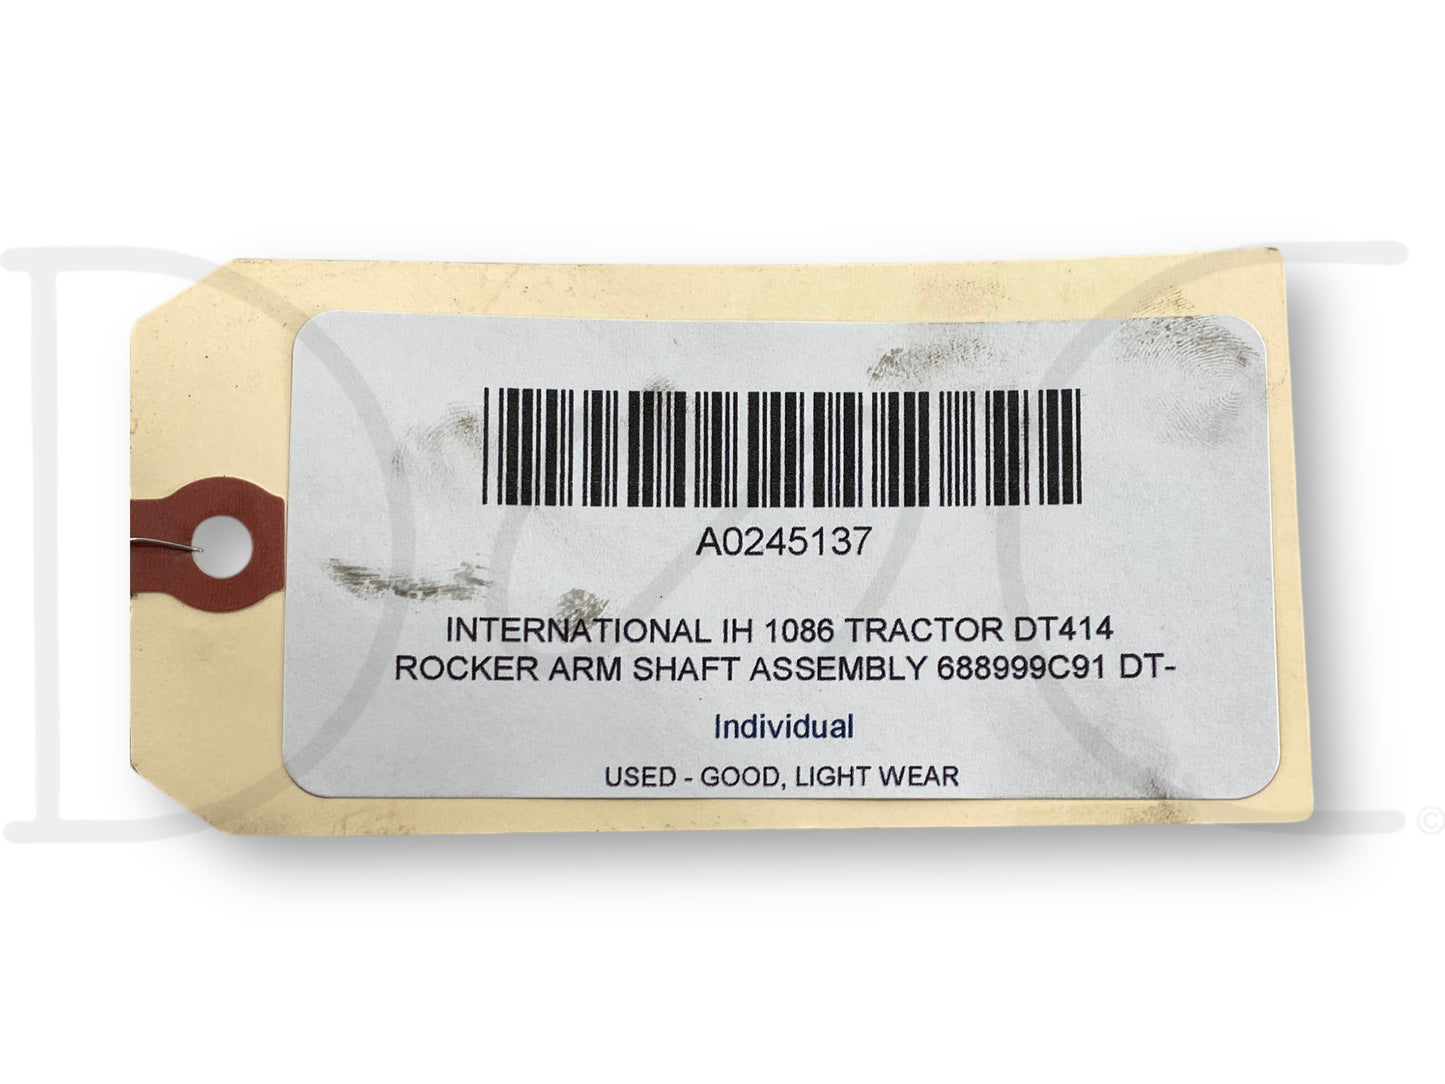 A0245137
INTERNATIONAL IH 1086 TRACTOR DT414
ROCKER ARM SHAFT ASSEMBLY 688999C91 DT-
Individual
USED - GOOD, LIGHT WEAR
©